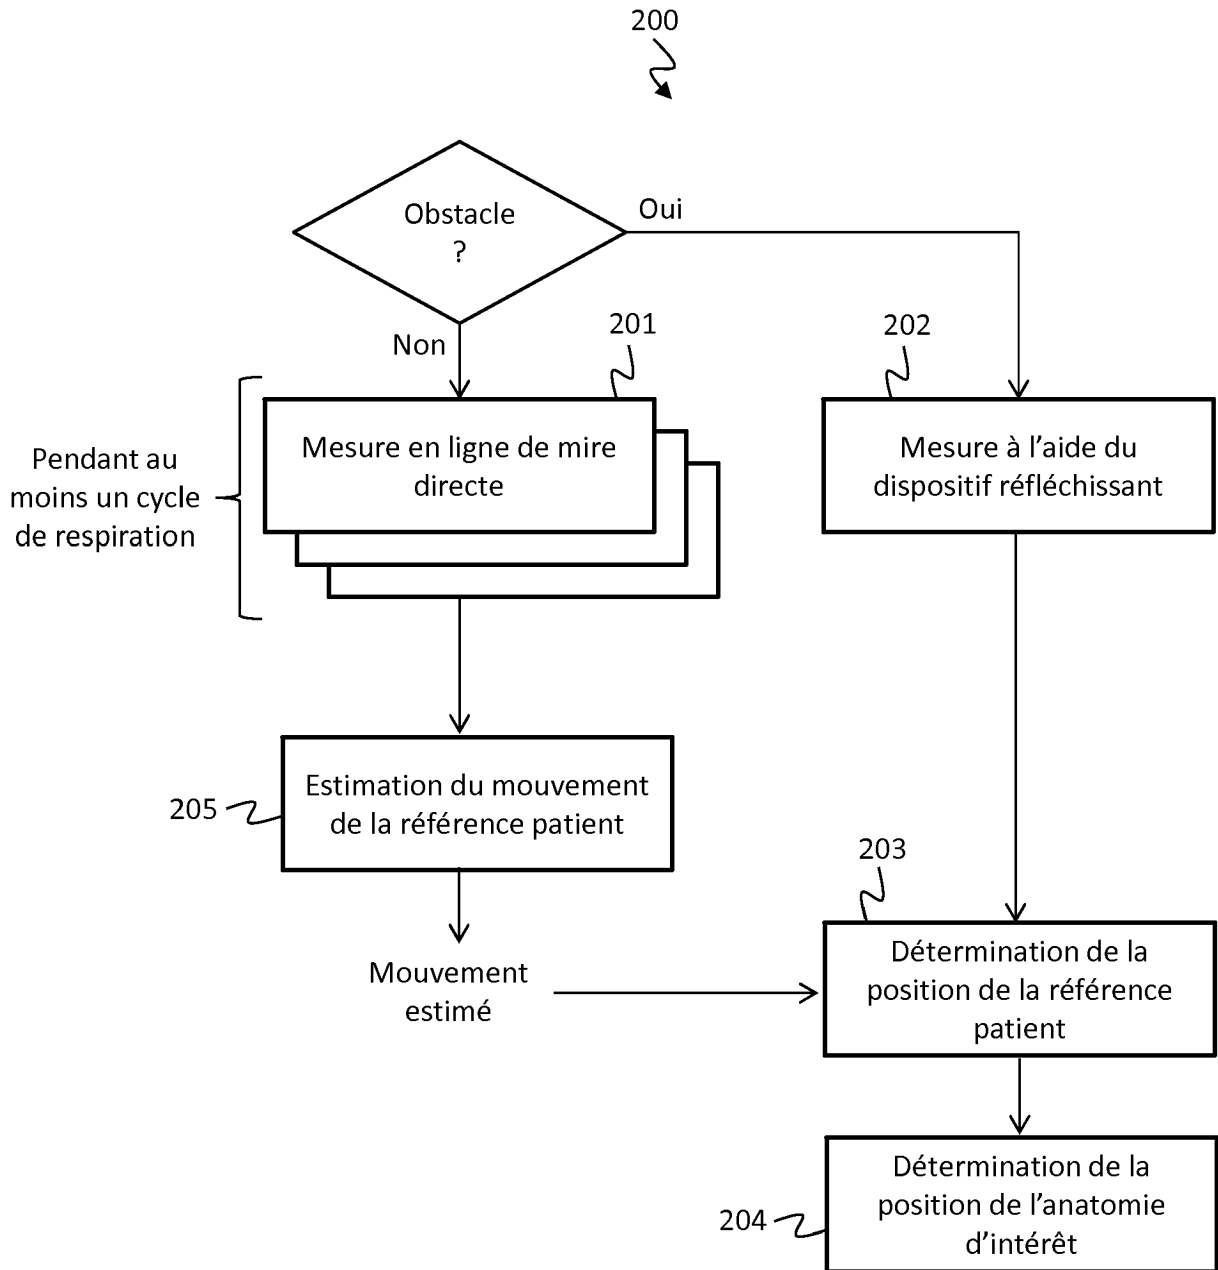 200
Obstacle
?
Oui
Non
201
202
Pendant au
moins un cycle
de respiration
Mesure en ligne de mire
directe
Mesure à l’aide du
dispositif réfléchissant
205
Estimation du mouvement
de la référence patient
203
Mouvement
estimé
Détermination de la
position de la référence
patient
204
Détermination de la
position de l’anatomie
d’intérêt